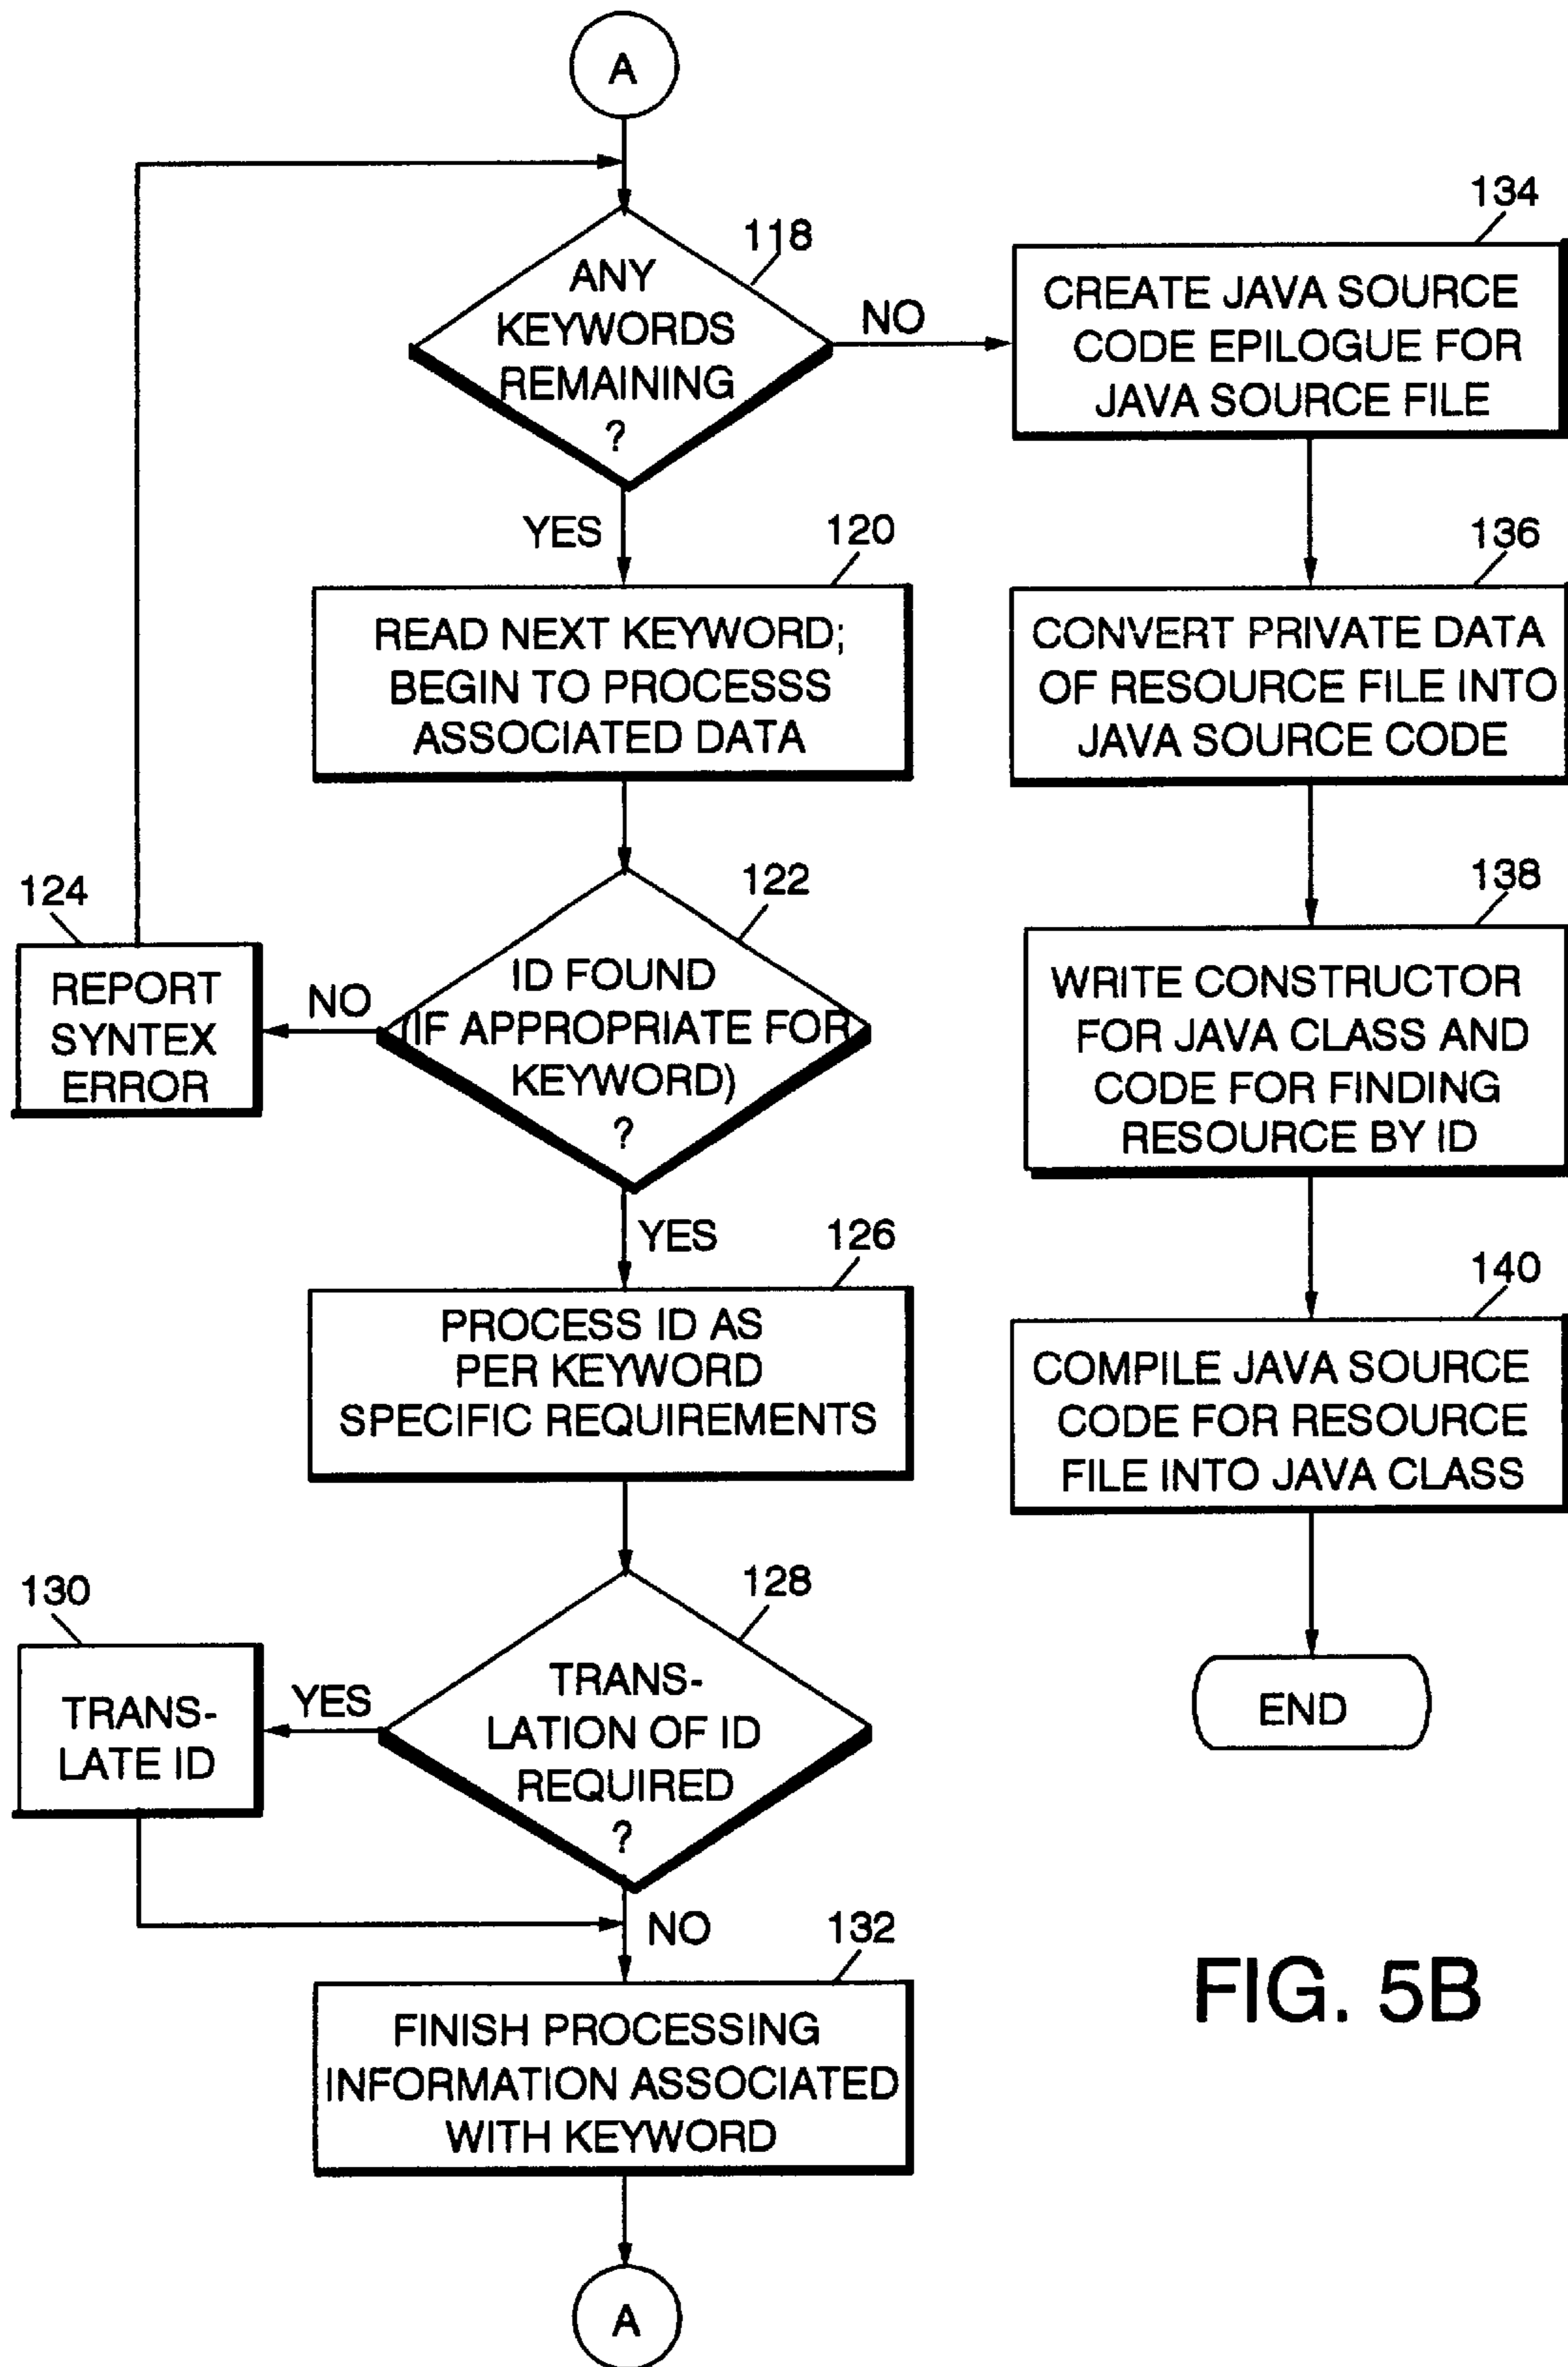 A
118
ANY
KEYWORDS
REMAINING
?
NO
YES
120
READ NEXT KEYWORD;
BEGIN TO PROCESSS
ASSOCIATED DATA
122
ID FOUND
(IF APPROPRIATE FOR
KEYWORD)
?
NO
124
REPORT
SYNTEX
ERROR
YES
126
PROCESS ID AS
PER KEYWORD
SPECIFIC REQUIREMENTS
128
TRANS-
LATION OF ID
REQUIRED
?
YES
130
TRANS-
LATE ID
NO
132
FINISH PROCESSING
INFORMATION ASSOCIATED
WITH KEYWORD
A
134
CREATE JAVA SOURCE
CODE EPILOGUE FOR
JAVA SOURCE FILE
136
CONVERT PRIVATE DATA
OF RESOURCE FILE INTO
JAVA SOURCE CODE
138
WRITE CONSTRUCTOR
FOR JAVA CLASS AND
CODE FOR FINDING
RESOURCE BY ID
140
COMPILE JAVA SOURCE
CODE FOR RESOURCE
FILE INTO JAVA CLASS
END
FIG. 5B